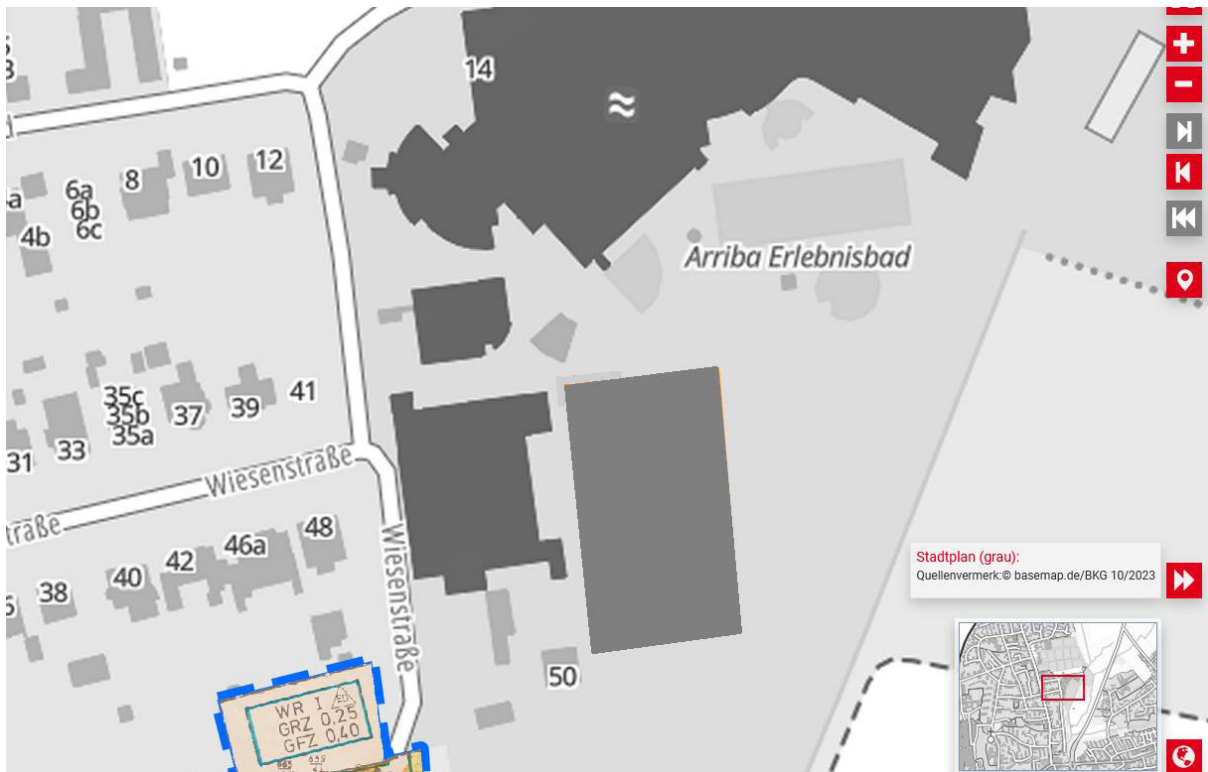 14
12
10
8
6a
6b
6c
4b
a
Arriba Erlebnisbad
35c
35b
35a
41
39
37
33
31
Wiesenstraße
traße
Wiesenstraße
48
46a
42
40
38
50
Stadtplan (grau):
Quellenvermerk:© basemap.de/BKG 10/2023
WR I ED
GRZ 0,25
GFZ 0,40